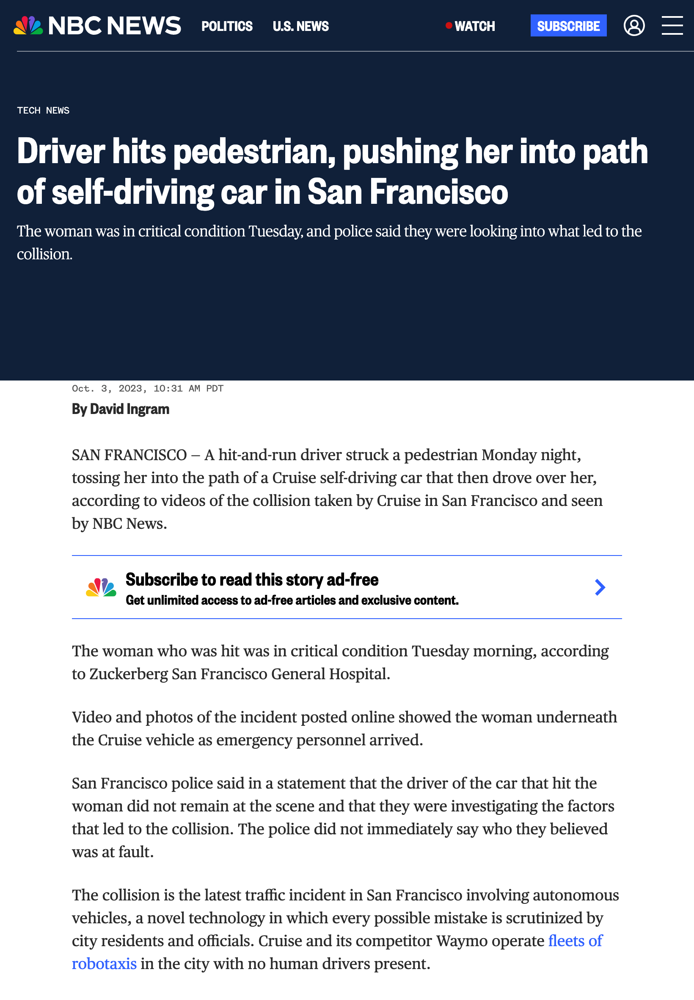 NBC NEWS POLITICS U.S. NEWS WATCH SUBSCRIBE
TECH NEWS
Driver hits pedestrian, pushing her into path
of self-driving car in San Francisco
The woman was in critical condition Tuesday, and police said they were looking into what led to the
collision.
Oct. 3, 2023, 10:31 AM PDT
By David Ingram
SAN FRANCISCO — A hit-and-run driver struck a pedestrian Monday night,
tossing her into the path of a Cruise self-driving car that then drove over her,
according to videos of the collision taken by Cruise in San Francisco and seen
by NBC News.
Subscribe to read this story ad-free
Get unlimited access to ad-free articles and exclusive content.
The woman who was hit was in critical condition Tuesday morning, according
to Zuckerberg San Francisco General Hospital.
Video and photos of the incident posted online showed the woman underneath
the Cruise vehicle as emergency personnel arrived.
San Francisco police said in a statement that the driver of the car that hit the
woman did not remain at the scene and that they were investigating the factors
that led to the collision. The police did not immediately say who they believed
was at fault.
The collision is the latest traffic incident in San Francisco involving autonomous
vehicles, a novel technology in which every possible mistake is scrutinized by
city residents and officials. Cruise and its competitor Waymo operate fleets of
robotaxis in the city with no human drivers present.